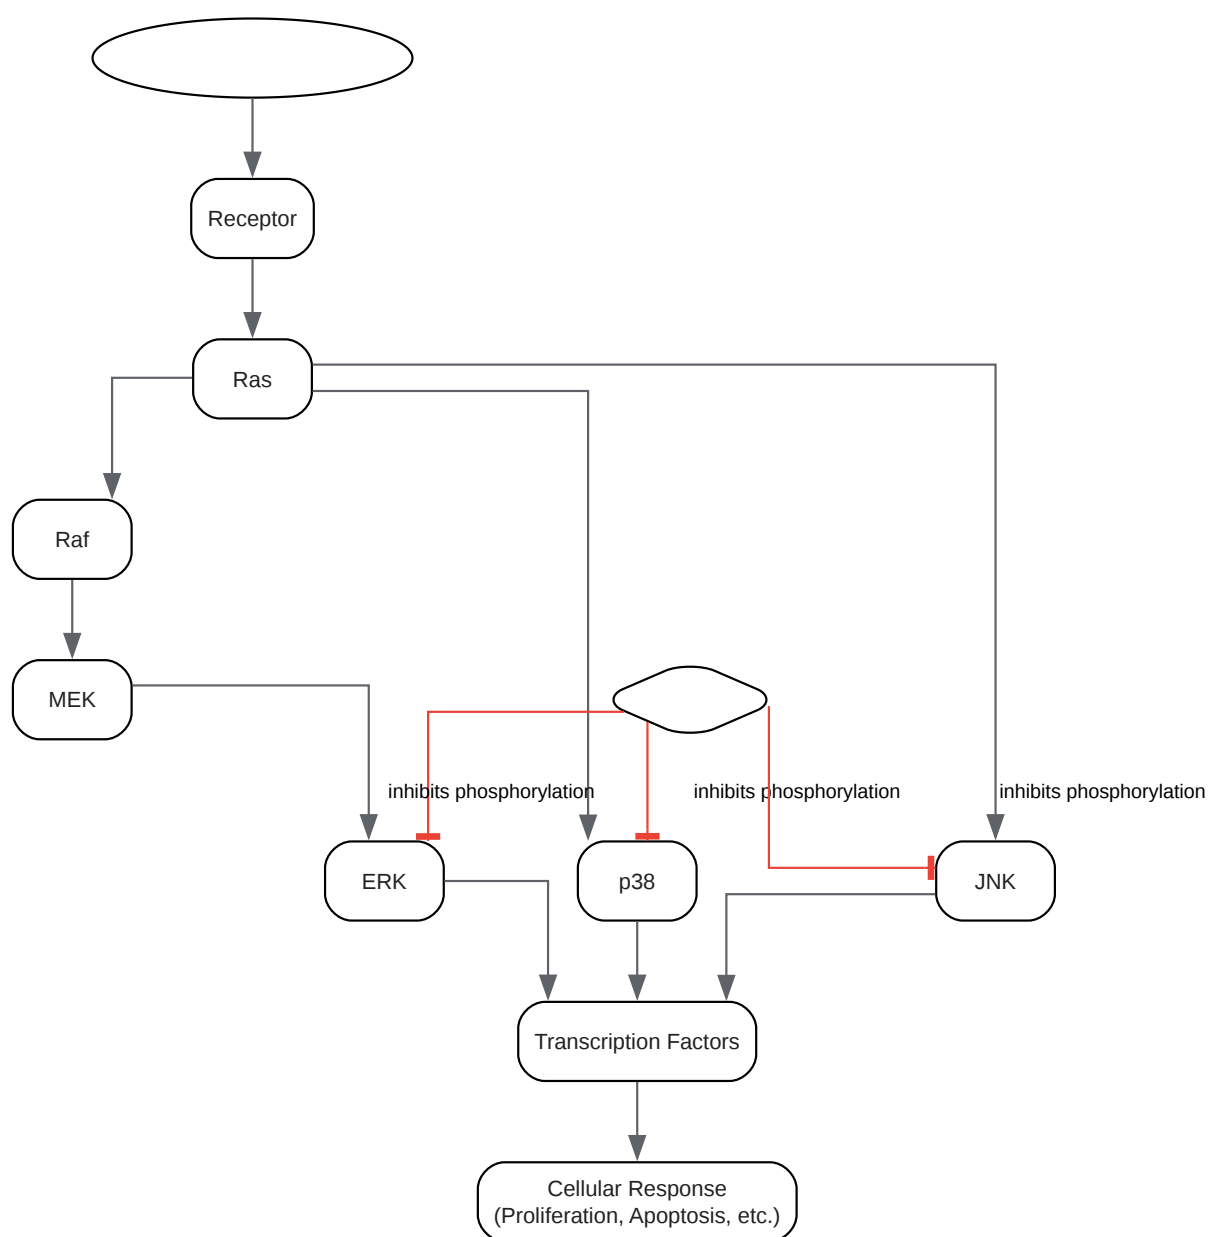 Receptor
Ras
Raf
MEK
inhibits phosphorylation
inhibits phosphorylation
inhibits phosphorylation
ERK
p38
JNK
Transcription Factors
Cellular Response
(Proliferation, Apoptosis, etc.)